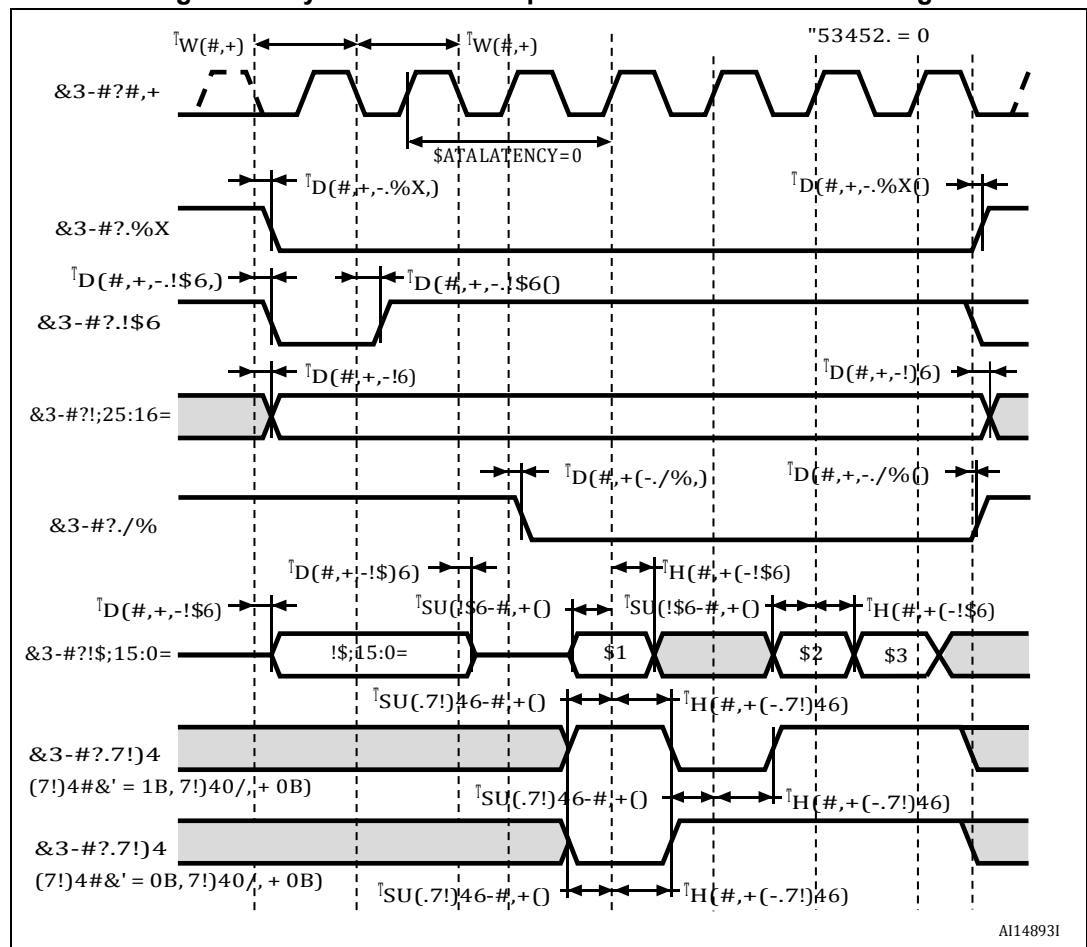 ᵀW(#,+)
ᵀW(#,+)
"53452. = 0
&3-#?#,+
$ATALATENCY=0
ᵀD(#,+,-.%X,)
ᵀD(#,+,-.%X()
&3-#?.%X
ᵀD(#,+,-.!$6,)
ᵀD(#,+,-.!$6()
&3-#?.!$6
ᵀD(#,+,-!6)
ᵀD(#,+,-!)6)
&3-#?!;25:16=
ᵀD(#,+(-./%,)
ᵀD(#,+,-./%()
&3-#?./%
ᵀD(#,+,-!$)6)
ᵀH(#,+(-!$6)
ᵀD(#,+,-!$6)
ᵀSU(!$6-#,+()
ᵀSU(!$6-#,+()
ᵀH(#,+(-!$6)
&3-#?!$;15:0=
!$;15:0=
$1
$2
$3
ᵀSU(.7!)46-#,+()
ᵀH(#,+(-.7!)46)
&3-#?.7!)4
(7!)4#&' = 1B, 7!)40/,+ 0B)
ᵀSU(.7!)46-#,+()
ᵀH(#,+(-.7!)46)
&3-#?.7!)4
(7!)4#&' = 0B, 7!)40/,+ 0B)
ᵀSU(.7!)46-#,+()
ᵀH(#,+(-.7!)46)
AI14893I